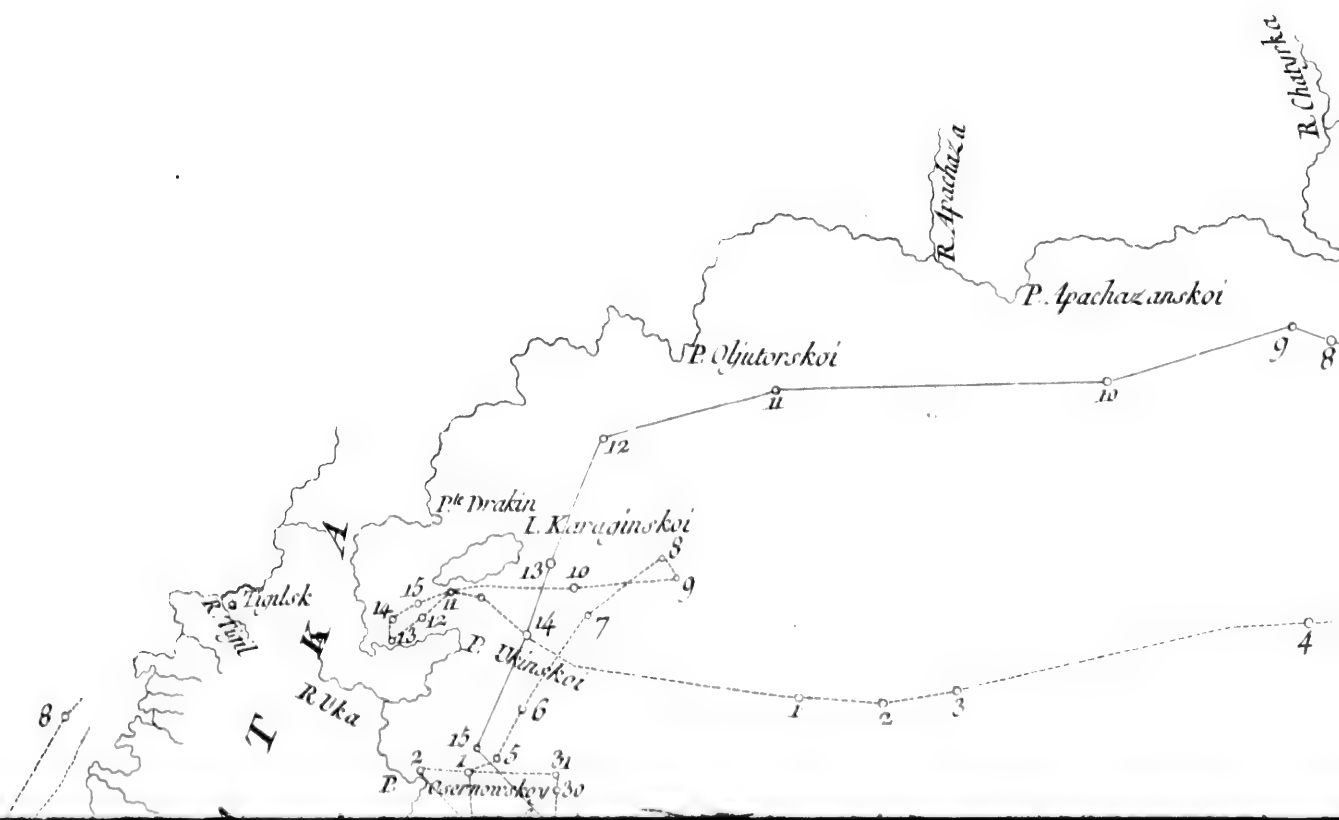 R Chatyrka
R. Apachaza
P. Apachazanskoi
P. Oljutorskoi
9
8
11
10
12
P.te Drakin
I. Karaginskoi
A
13
10
8
9
15
14
11
12
13
7
14
Tigilsk
R. Tigil
K
P. Ukinskoi
4
R Uka
1
2
3
8
T
6
15
5
2
1
31
P. Osernowskoy
30